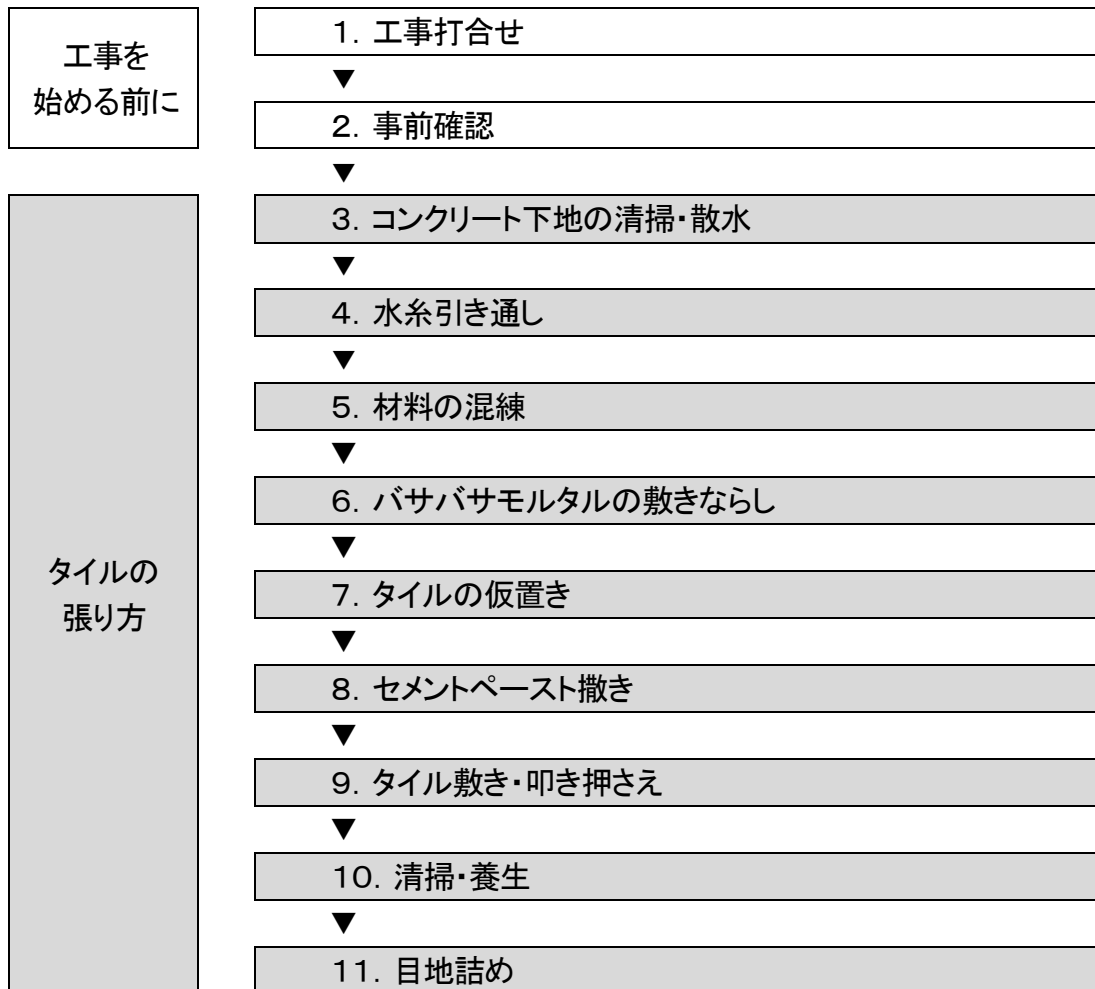 工事を
始める前に
1. 工事打合せ
▼
2. 事前確認
▼
タイルの
張り方
3. コンクリート下地の清掃・散水
▼
4. 水糸引き通し
▼
5. 材料の混練
▼
6. バサバサモルタルの敷きならし
▼
7. タイルの仮置き
▼
8. セメントペースト撒き
▼
9. タイル敷き・叩き押さえ
▼
10. 清掃・養生
▼
11. 目地詰め